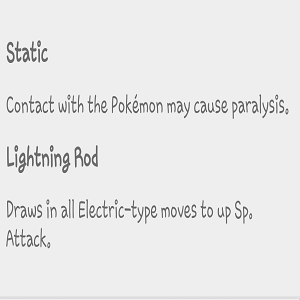 Static
Contact with the Pokémon may cause paralysis.
Lightning Rod
Draws in all Electric-type moves to up Sp.
Attack.